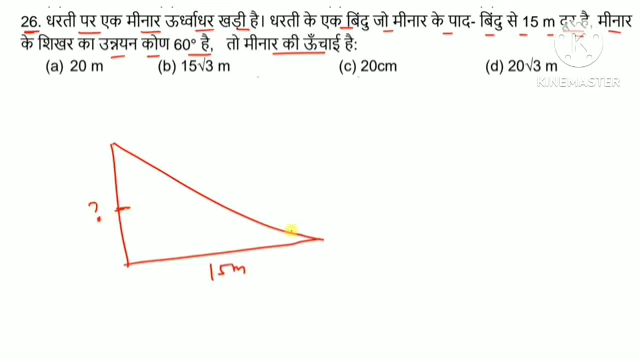 26. धरती पर एक मीनार ऊर्ध्वाधर खड़ी है। धरती के एक बिंदु जो मीनार के पाद- बिंदु से 15 m दूर है, मीनार
के शिखर का उन्नयन कोण 60° है, तो मीनार की ऊँचाई है:
(a) 20 m (b) 15√3 m (c) 20cm (d) 20√3 m
KINEMASTER
?
15m